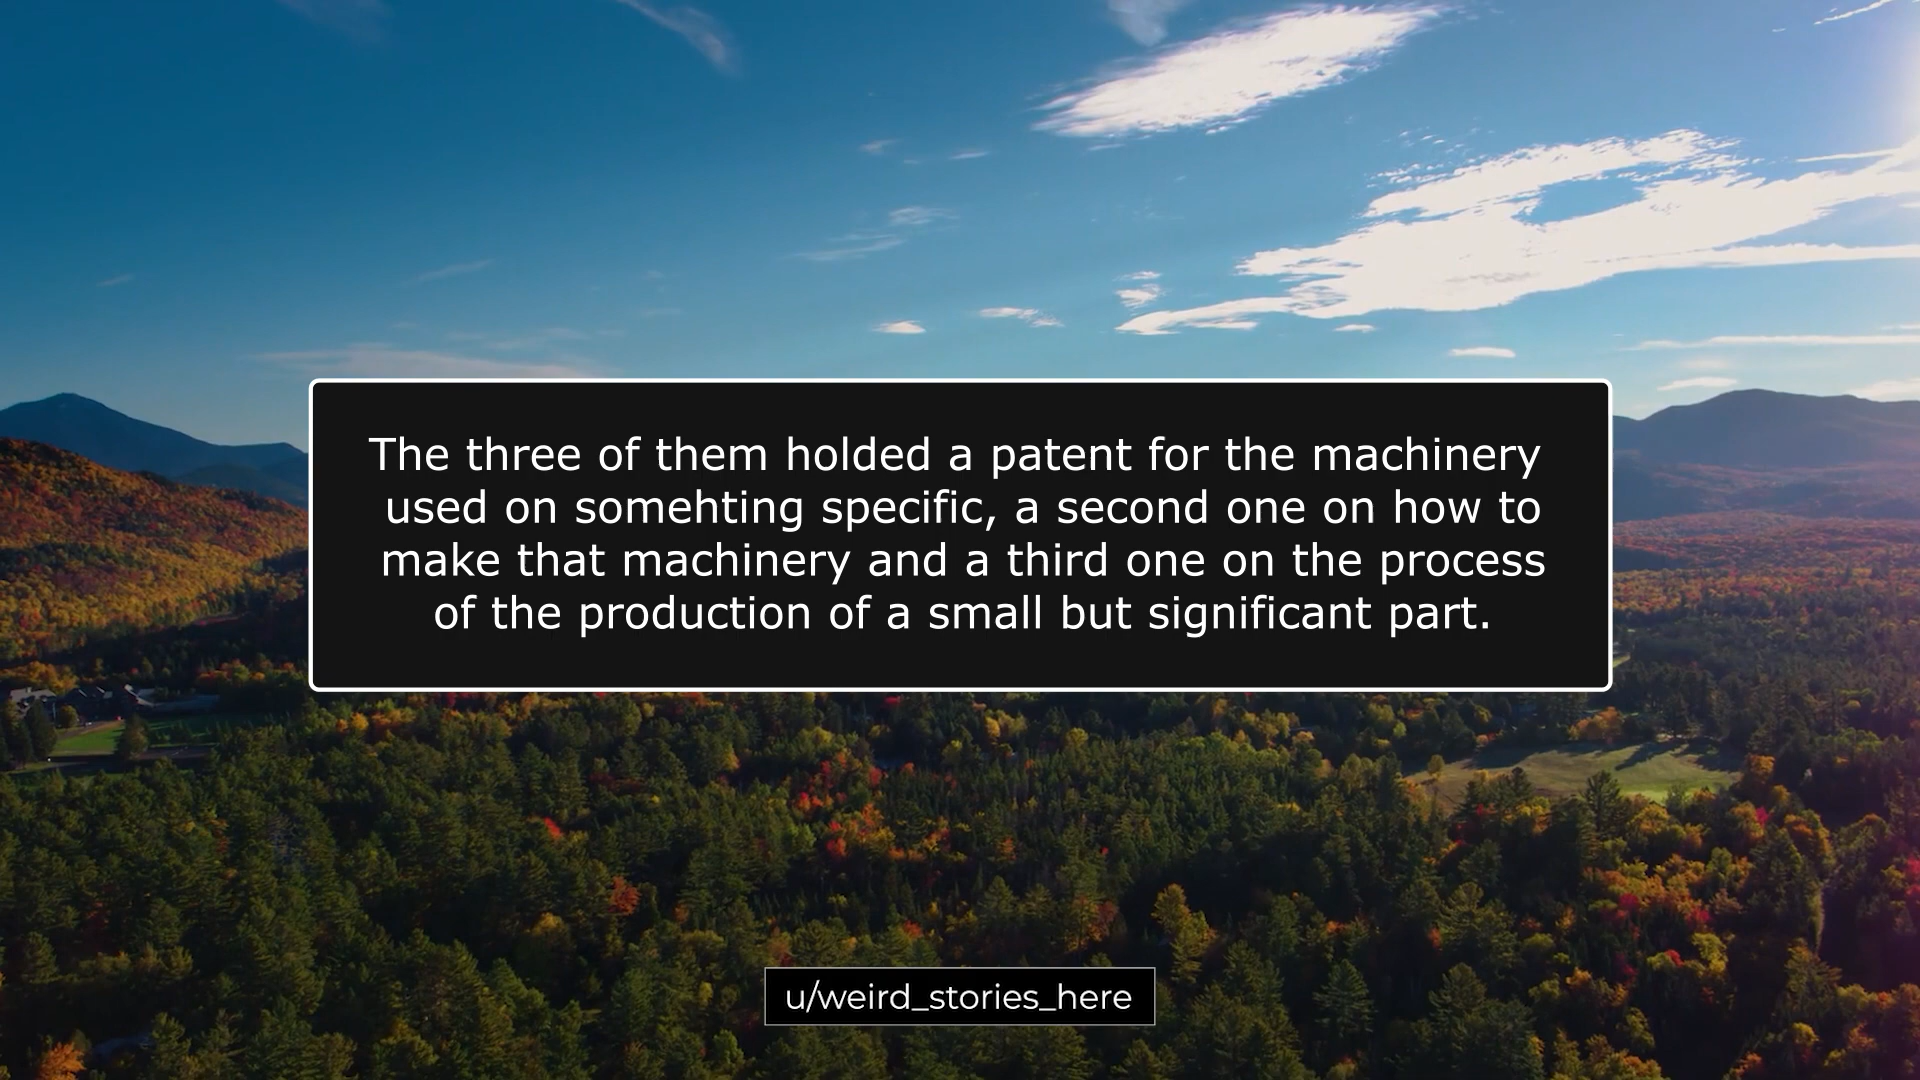 The three of them holded a patent for the machinery
used on somehting specific, a second one on how to
make that machinery and a third one on the process
of the production of a small but significant part.
u/weird_stories_here